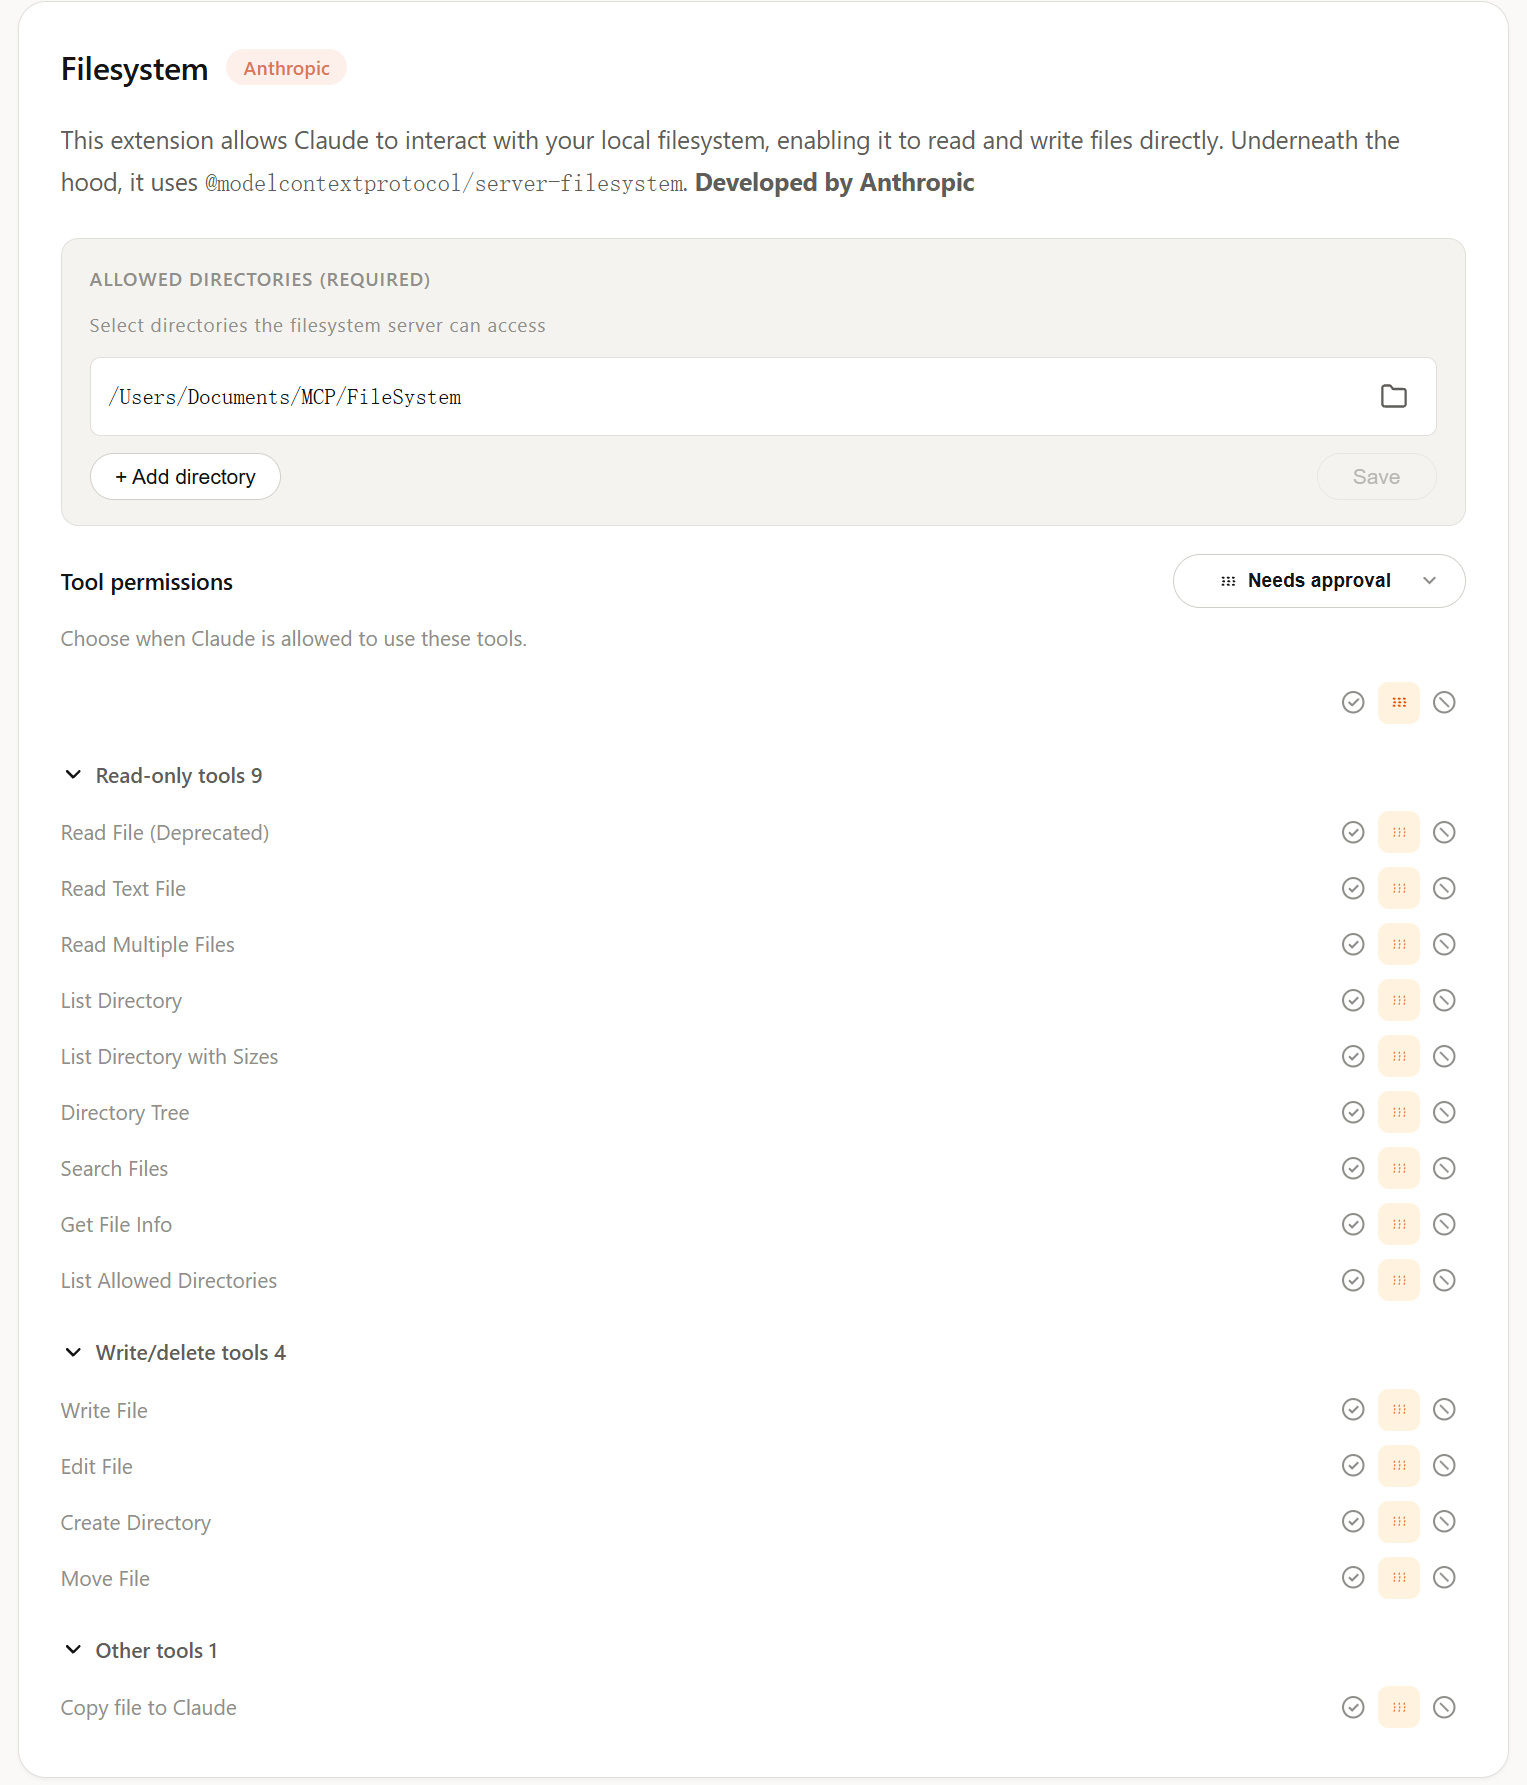 Filesystem Anthropic
This extension allows Claude to interact with your local filesystem, enabling it to read and write files directly. Underneath the
hood, it uses @modelcontextprotocol/server-filesystem. Developed by Anthropic
ALLOWED DIRECTORIES (REQUIRED)
Select directories the filesystem server can access
/Users/Documents/MCP/FileSystem
+ Add directory Save
Tool permissions Needs approval
Choose when Claude is allowed to use these tools.
Read-only tools 9
Read File (Deprecated)
Read Text File
Read Multiple Files
List Directory
List Directory with Sizes
Directory Tree
Search Files
Get File Info
List Allowed Directories
Write/delete tools 4
Write File
Edit File
Create Directory
Move File
Other tools 1
Copy file to Claude